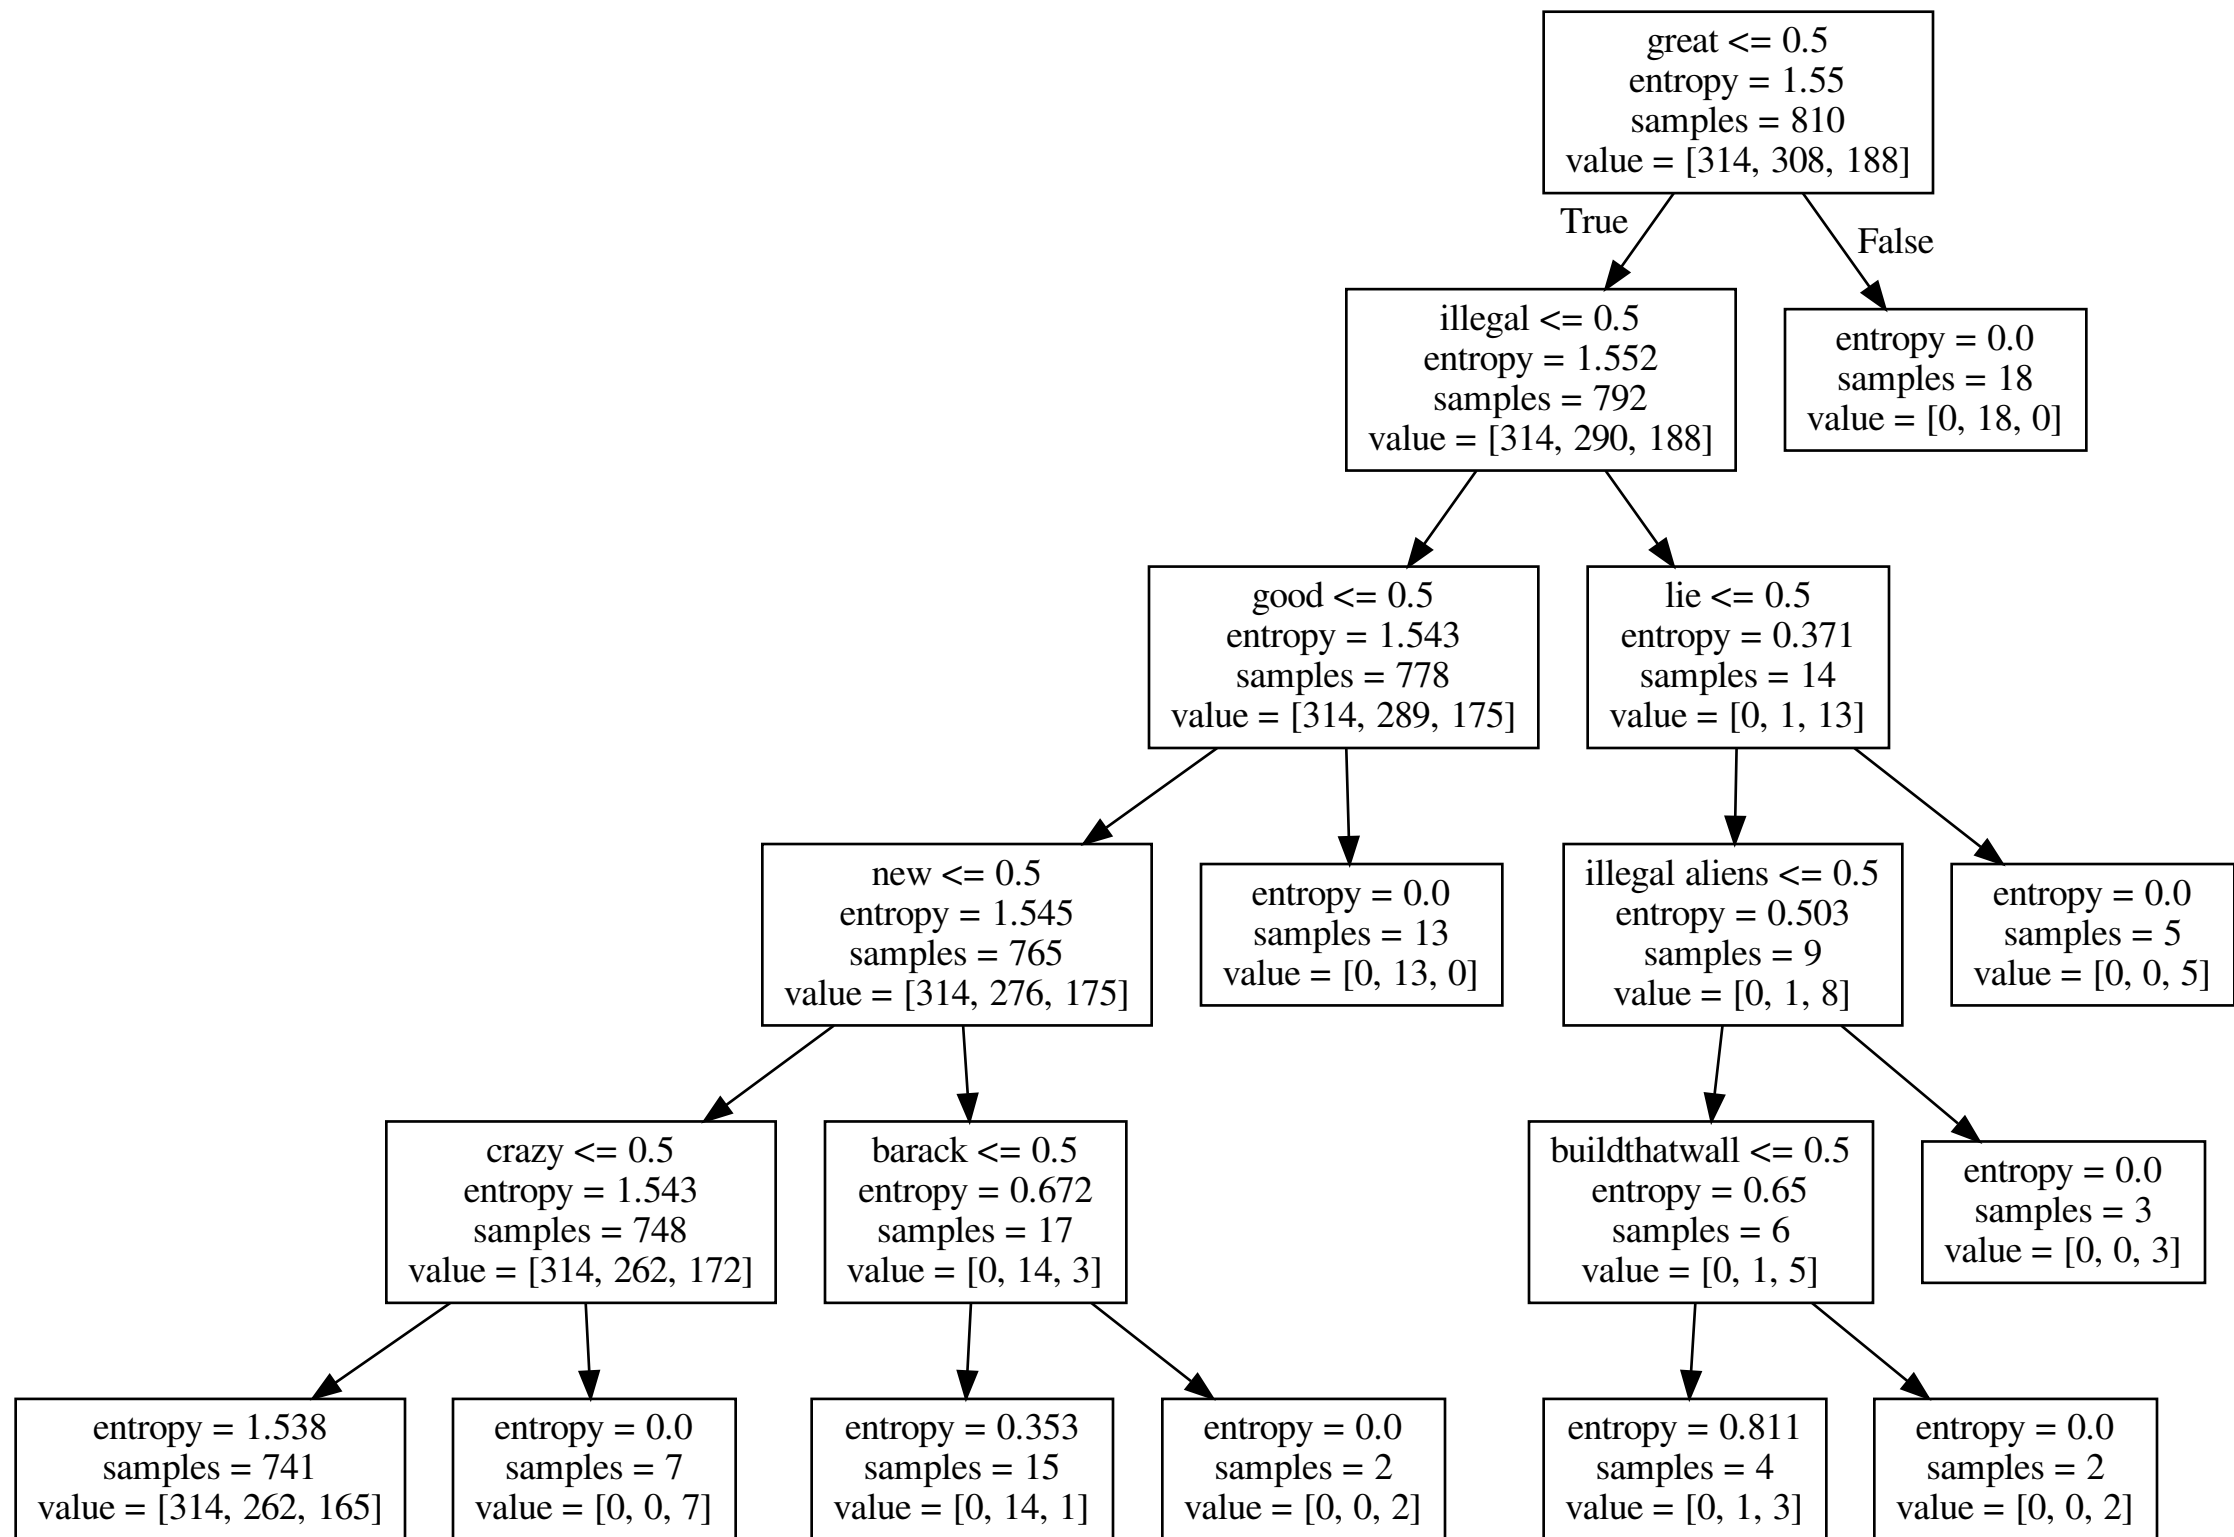 great <= 0.5
entropy = 1.55
samples = 810
value = [314, 308, 188]
True
False
illegal <= 0.5
entropy = 1.552
samples = 792
value = [314, 290, 188]
entropy = 0.0
samples = 18
value = [0, 18, 0]
good <= 0.5
entropy = 1.543
samples = 778
value = [314, 289, 175]
lie <= 0.5
entropy = 0.371
samples = 14
value = [0, 1, 13]
new <= 0.5
entropy = 1.545
samples = 765
value = [314, 276, 175]
entropy = 0.0
samples = 13
value = [0, 13, 0]
illegal aliens <= 0.5
entropy = 0.503
samples = 9
value = [0, 1, 8]
entropy = 0.0
samples = 5
value = [0, 0, 5]
crazy <= 0.5
entropy = 1.543
samples = 748
value = [314, 262, 172]
barack <= 0.5
entropy = 0.672
samples = 17
value = [0, 14, 3]
buildthatwall <= 0.5
entropy = 0.65
samples = 6
value = [0, 1, 5]
entropy = 0.0
samples = 3
value = [0, 0, 3]
entropy = 1.538
samples = 741
value = [314, 262, 165]
entropy = 0.0
samples = 7
value = [0, 0, 7]
entropy = 0.353
samples = 15
value = [0, 14, 1]
entropy = 0.0
samples = 2
value = [0, 0, 2]
entropy = 0.811
samples = 4
value = [0, 1, 3]
entropy = 0.0
samples = 2
value = [0, 0, 2]